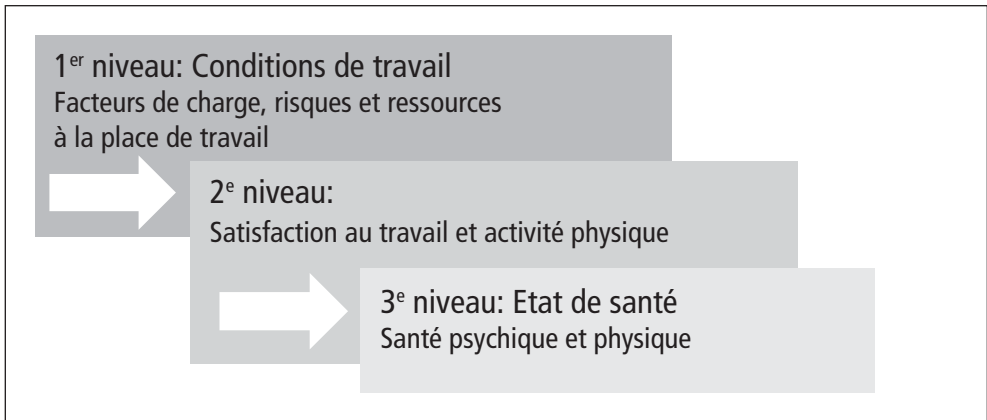 1er niveau: Conditions de travail
Facteurs de charge, risques et ressources
à la place de travail
2e niveau:
Satisfaction au travail et activité physique
3e niveau: Etat de santé
Santé psychique et physique